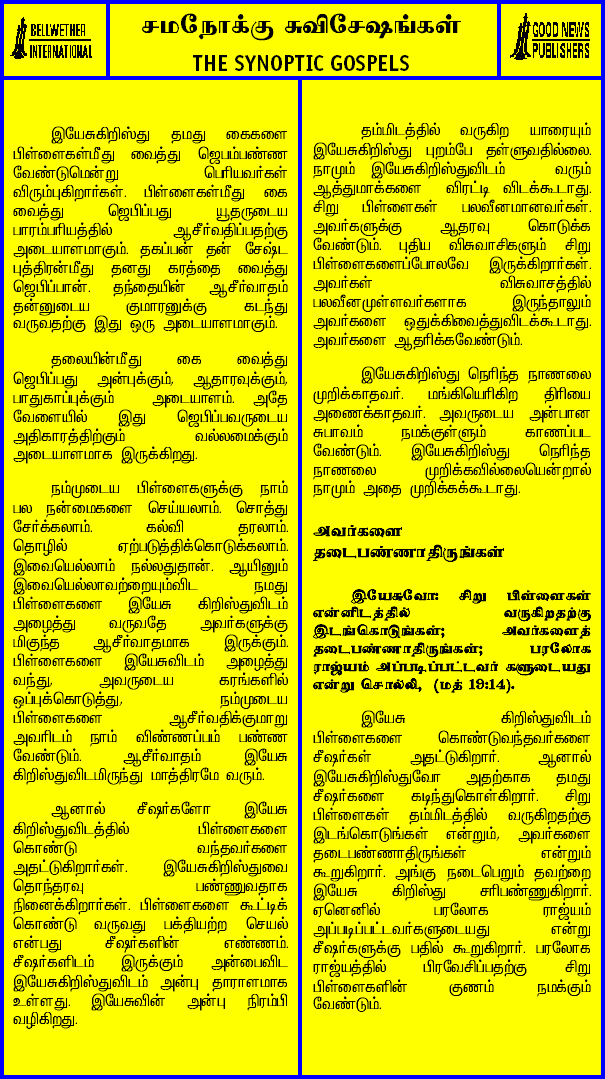 BELLWETHER
INTERNATIONAL
சமநோக்கு சுவிசேஷங்கள்
THE SYNOPTIC GOSPELS
GOOD NEWS
PUBLISHERS
இயேசுகிறிஸ்து தமது கைகளை
பிள்ளைகள்மீது வைத்து ஜெபம்பண்ண
வேண்டுமென்று பெரியவர்கள்
விரும்புகிறார்கள். பிள்ளைகள்மீது கை
வைத்து ஜெபிப்பது யூதருடைய
பாரம்பரியத்தில் ஆசீர்வதிப்பதற்கு
அடையாளமாகும். தகப்பன் தன் சேஷ்ட
புத்திரன்மீது தனது கரத்தை வைத்து
ஜெபிப்பான். தந்தையின் ஆசீர்வாதம்
தன்னுடைய குமாரனுக்கு கடந்து
வருவதற்கு இது ஒரு அடையாளமாகும்.
தலையின்மீது கை வைத்து
ஜெபிப்பது அன்புக்கும், ஆதாரவுக்கும்,
பாதுகாப்புக்கும் அடையாளம். அதே
வேளையில் இது ஜெபிப்பவருடைய
அதிகாரத்திற்கும் வல்லமைக்கும்
அடையாளமாக இருக்கிறது.
நம்முடைய பிள்ளைகளுக்கு நாம்
பல நன்மைகளை செய்யலாம். சொத்து
சேர்க்கலாம். கல்வி தரலாம்.
தொழில் ஏற்படுத்திக்கொடுக்கலாம்.
இவையெல்லாம் நல்லதுதான். ஆயினும்
இவையெல்லாவற்றையும்விட நமது
பிள்ளைகளை இயேசு கிறிஸ்துவிடம்
அழைத்து வருவதே அவர்களுக்கு
மிகுந்த ஆசீர்வாதமாக இருக்கும்.
பிள்ளைகளை இயேசுவிடம் அழைத்து
வந்து, அவருடைய கரங்களில்
ஒப்புக்கொடுத்து, நம்முடைய
பிள்ளைகளை ஆசீர்வதிக்குமாறு
அவரிடம் நாம் விண்ணப்பம் பண்ண
வேண்டும். ஆசீர்வாதம் இயேசு
கிறிஸ்துவிடமிருந்து மாத்திரமே வரும்.
ஆனால் சீஷர்களோ இயேசு
கிறிஸ்துவிடத்தில் பிள்ளைகளை
கொண்டு வந்தவர்களை
அதட்டுகிறார்கள். இயேசுகிறிஸ்துவை
தொந்தரவு பண்ணுவதாக
நினைக்கிறார்கள். பிள்ளைகளை கூட்டிக்
கொண்டு வருவது பக்தியற்ற செயல்
என்பது சீஷர்களின் எண்ணம்.
சீஷர்களிடம் இருக்கும் அன்பைவிட
இயேசுகிறிஸ்துவிடம் அன்பு தாராளமாக
உள்ளது. இயேசுவின் அன்பு நிரம்பி
வழிகிறது.
தம்மிடத்தில் வருகிற யாரையும்
இயேசுகிறிஸ்து புறம்பே தள்ளுவதில்லை.
நாமும் இயேசுகிறிஸ்துவிடம் வரும்
ஆத்துமாக்களை விரட்டி விடக்கூடாது.
சிறு பிள்ளைகள் பலவீனமானவர்கள்.
அவர்களுக்கு ஆதரவு கொடுக்க
வேண்டும். புதிய விசுவாசிகளும் சிறு
பிள்ளைகளைப்போலவே இருக்கிறார்கள்.
அவர்கள் விசுவாசத்தில்
பலவீனமுள்ளவர்களாக இருந்தாலும்
அவர்களை ஒதுக்கிவைத்துவிடக்கூடாது.
அவர்களை ஆதரிக்கவேண்டும்.
இயேசுகிறிஸ்து நெரிந்த நாணலை
முறிக்காதவர். மங்கியெரிகிற திரியை
அணைக்காதவர். அவருடைய அன்பான
சுபாவம் நமக்குள்ளும் காணப்பட
வேண்டும். இயேசுகிறிஸ்து நெரிந்த
நாணலை முறிக்கவில்லையென்றால்
நாமும் அதை முறிக்கக்கூடாது.
அவர்களை
தடைபண்ணாதிருங்கள்
இயேசுவோ: சிறு பிள்ளைகள்
என்னிடத்தில் வருகிறதற்கு
இடங்கொடுங்கள்; அவர்களைத்
தடைபண்ணாதிருங்கள்; பரலோக
ராஜ்யம் அப்படிப்பட்டவர் களுடையது
என்று சொல்லி, (மத் 19:14).
இயேசு கிறிஸ்துவிடம்
பிள்ளைகளை கொண்டுவந்தவர்களை
சீஷர்கள் அதட்டுகிறார். ஆனால்
இயேசுகிறிஸ்துவோ அதற்காக தமது
சீஷர்களை கடிந்துகொள்கிறார். சிறு
பிள்ளைகள் தம்மிடத்தில் வருகிறதற்கு
இடங்கொடுங்கள் என்றும், அவர்களை
தடைபண்ணாதிருங்கள் என்றும்
கூறுகிறார். அங்கு நடைபெறும் தவற்றை
இயேசு கிறிஸ்து சரிபண்ணுகிறார்.
ஏனெனில் பரலோக ராஜ்யம்
அப்படிப்பட்டவர்களுடையது என்று
சீஷர்களுக்கு பதில் கூறுகிறார். பரலோக
ராஜ்யத்தில் பிரவேசிப்பதற்கு சிறு
பிள்ளைகளின் குணம் நமக்கும்
வேண்டும்.